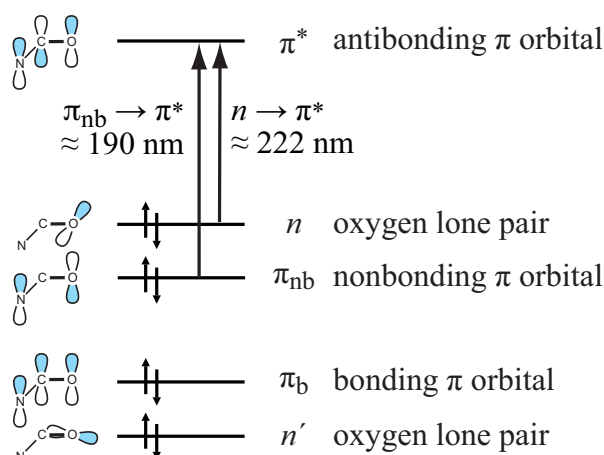 N C O π* antibonding π orbital
πnb → π* n → π*
≈ 190 nm ≈ 222 nm
N C O n oxygen lone pair
N C O πnb nonbonding π orbital
N C O πb bonding π orbital
N C O n′ oxygen lone pair